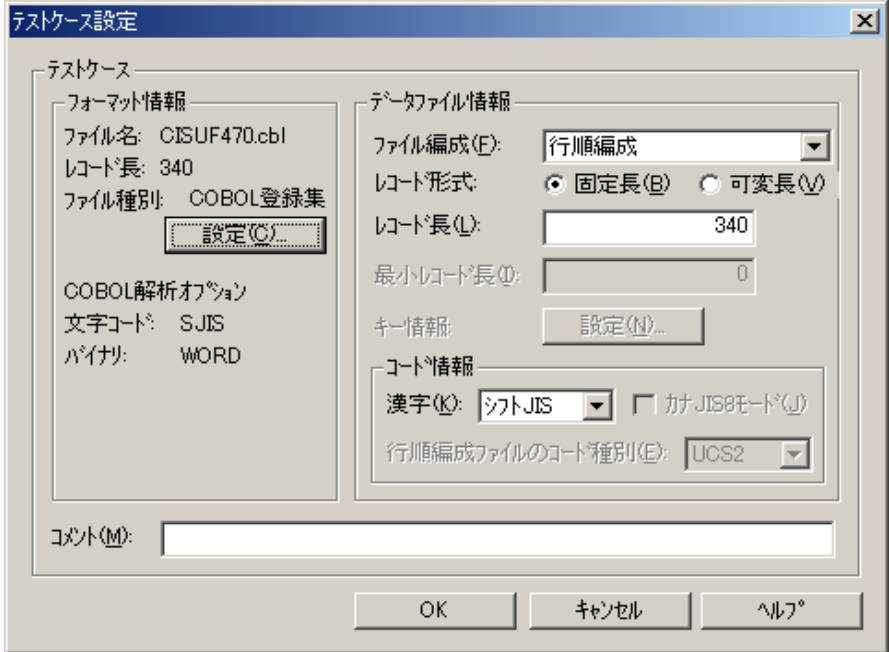 テストケース設定
テストケース
フォーマット情報
ファイル名: CISUF470.cbl
レコード長: 340
ファイル種別: COBOL登録集
設定(C)...
COBOL解析オプション
文字コード: SJIS
バイナリ: WORD
データファイル情報
ファイル編成(F): 行順編成
レコード形式: 固定長(B) 可変長(V)
レコード長(L): 340
最小レコード長(I): 0
キー情報: 設定(N)...
コード情報
漢字(K): シフトJIS カナJIS8モード(J)
行順編成ファイルのコード種別(E): UCS2
コメント(M):
OK キャンセル ヘルプ